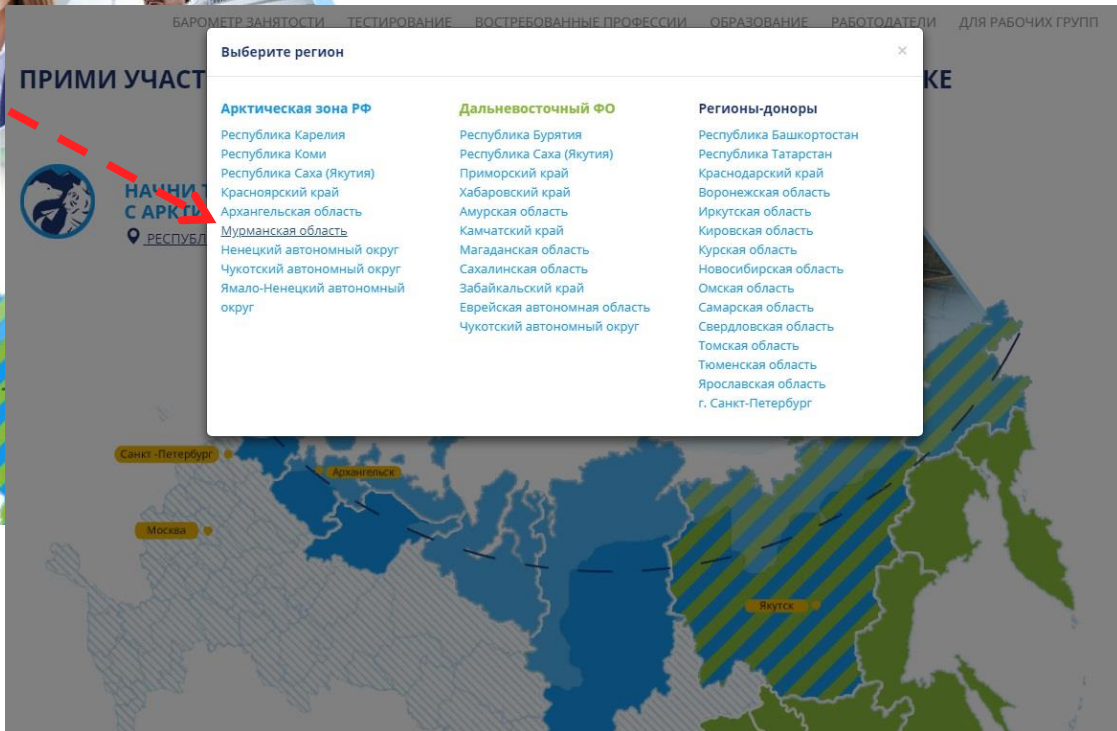 БАРОМЕТР ЗАНЯТОСТИ ТЕСТИРОВАНИЕ ВОСТРЕБОВАННЫЕ ПРОФЕССИИ ОБРАЗОВАНИЕ РАБОТОДАТЕЛИ ДЛЯ РАБОЧИХ ГРУПП
Выберите регион ×
ПРИМИ УЧАСТ КЕ
Арктическая зона РФ
Республика Карелия
Республика Коми
Республика Саха (Якутия)
Красноярский край
Архангельская область
Мурманская область
Ненецкий автономный округ
Чукотский автономный округ
Ямало-Ненецкий автономный
округ
Дальневосточный ФО
Республика Бурятия
Республика Саха (Якутия)
Приморский край
Хабаровский край
Амурская область
Камчатский край
Магаданская область
Сахалинская область
Забайкальский край
Еврейская автономная область
Чукотский автономный округ
Регионы-доноры
Республика Башкортостан
Республика Татарстан
Краснодарский край
Воронежская область
Иркутская область
Кировская область
Курская область
Новосибирская область
Омская область
Самарская область
Свердловская область
Томская область
Тюменская область
Ярославская область
г. Санкт-Петербург
НАЧНИ
С АРКТИ
РЕСПУБЛ
Санкт -Петербург
Архангельск
Москва
Якутск